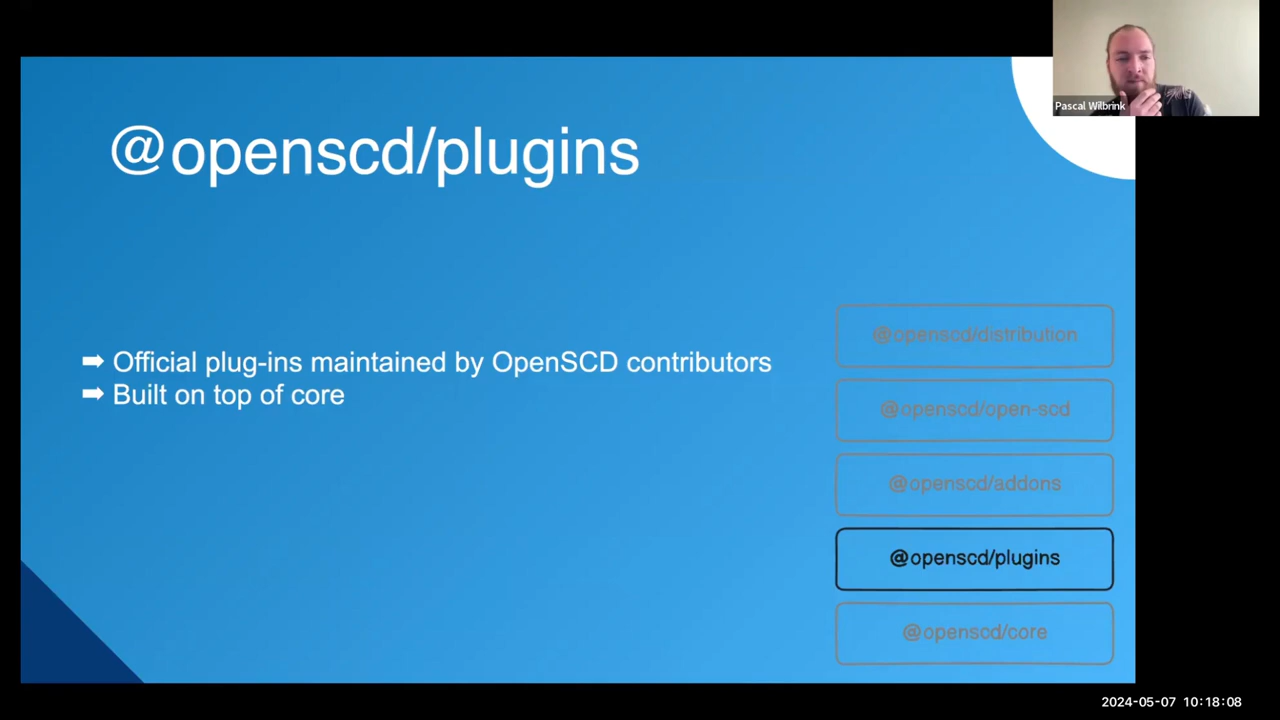 @openscd/plugins
Pascal Wilbrink
➡ Official plug-ins maintained by OpenSCD contributors
➡ Built on top of core
@openscd/distribution
@openscd/open-scd
@openscd/addons
@openscd/plugins
@openscd/core
2024-05-07 10:18:08